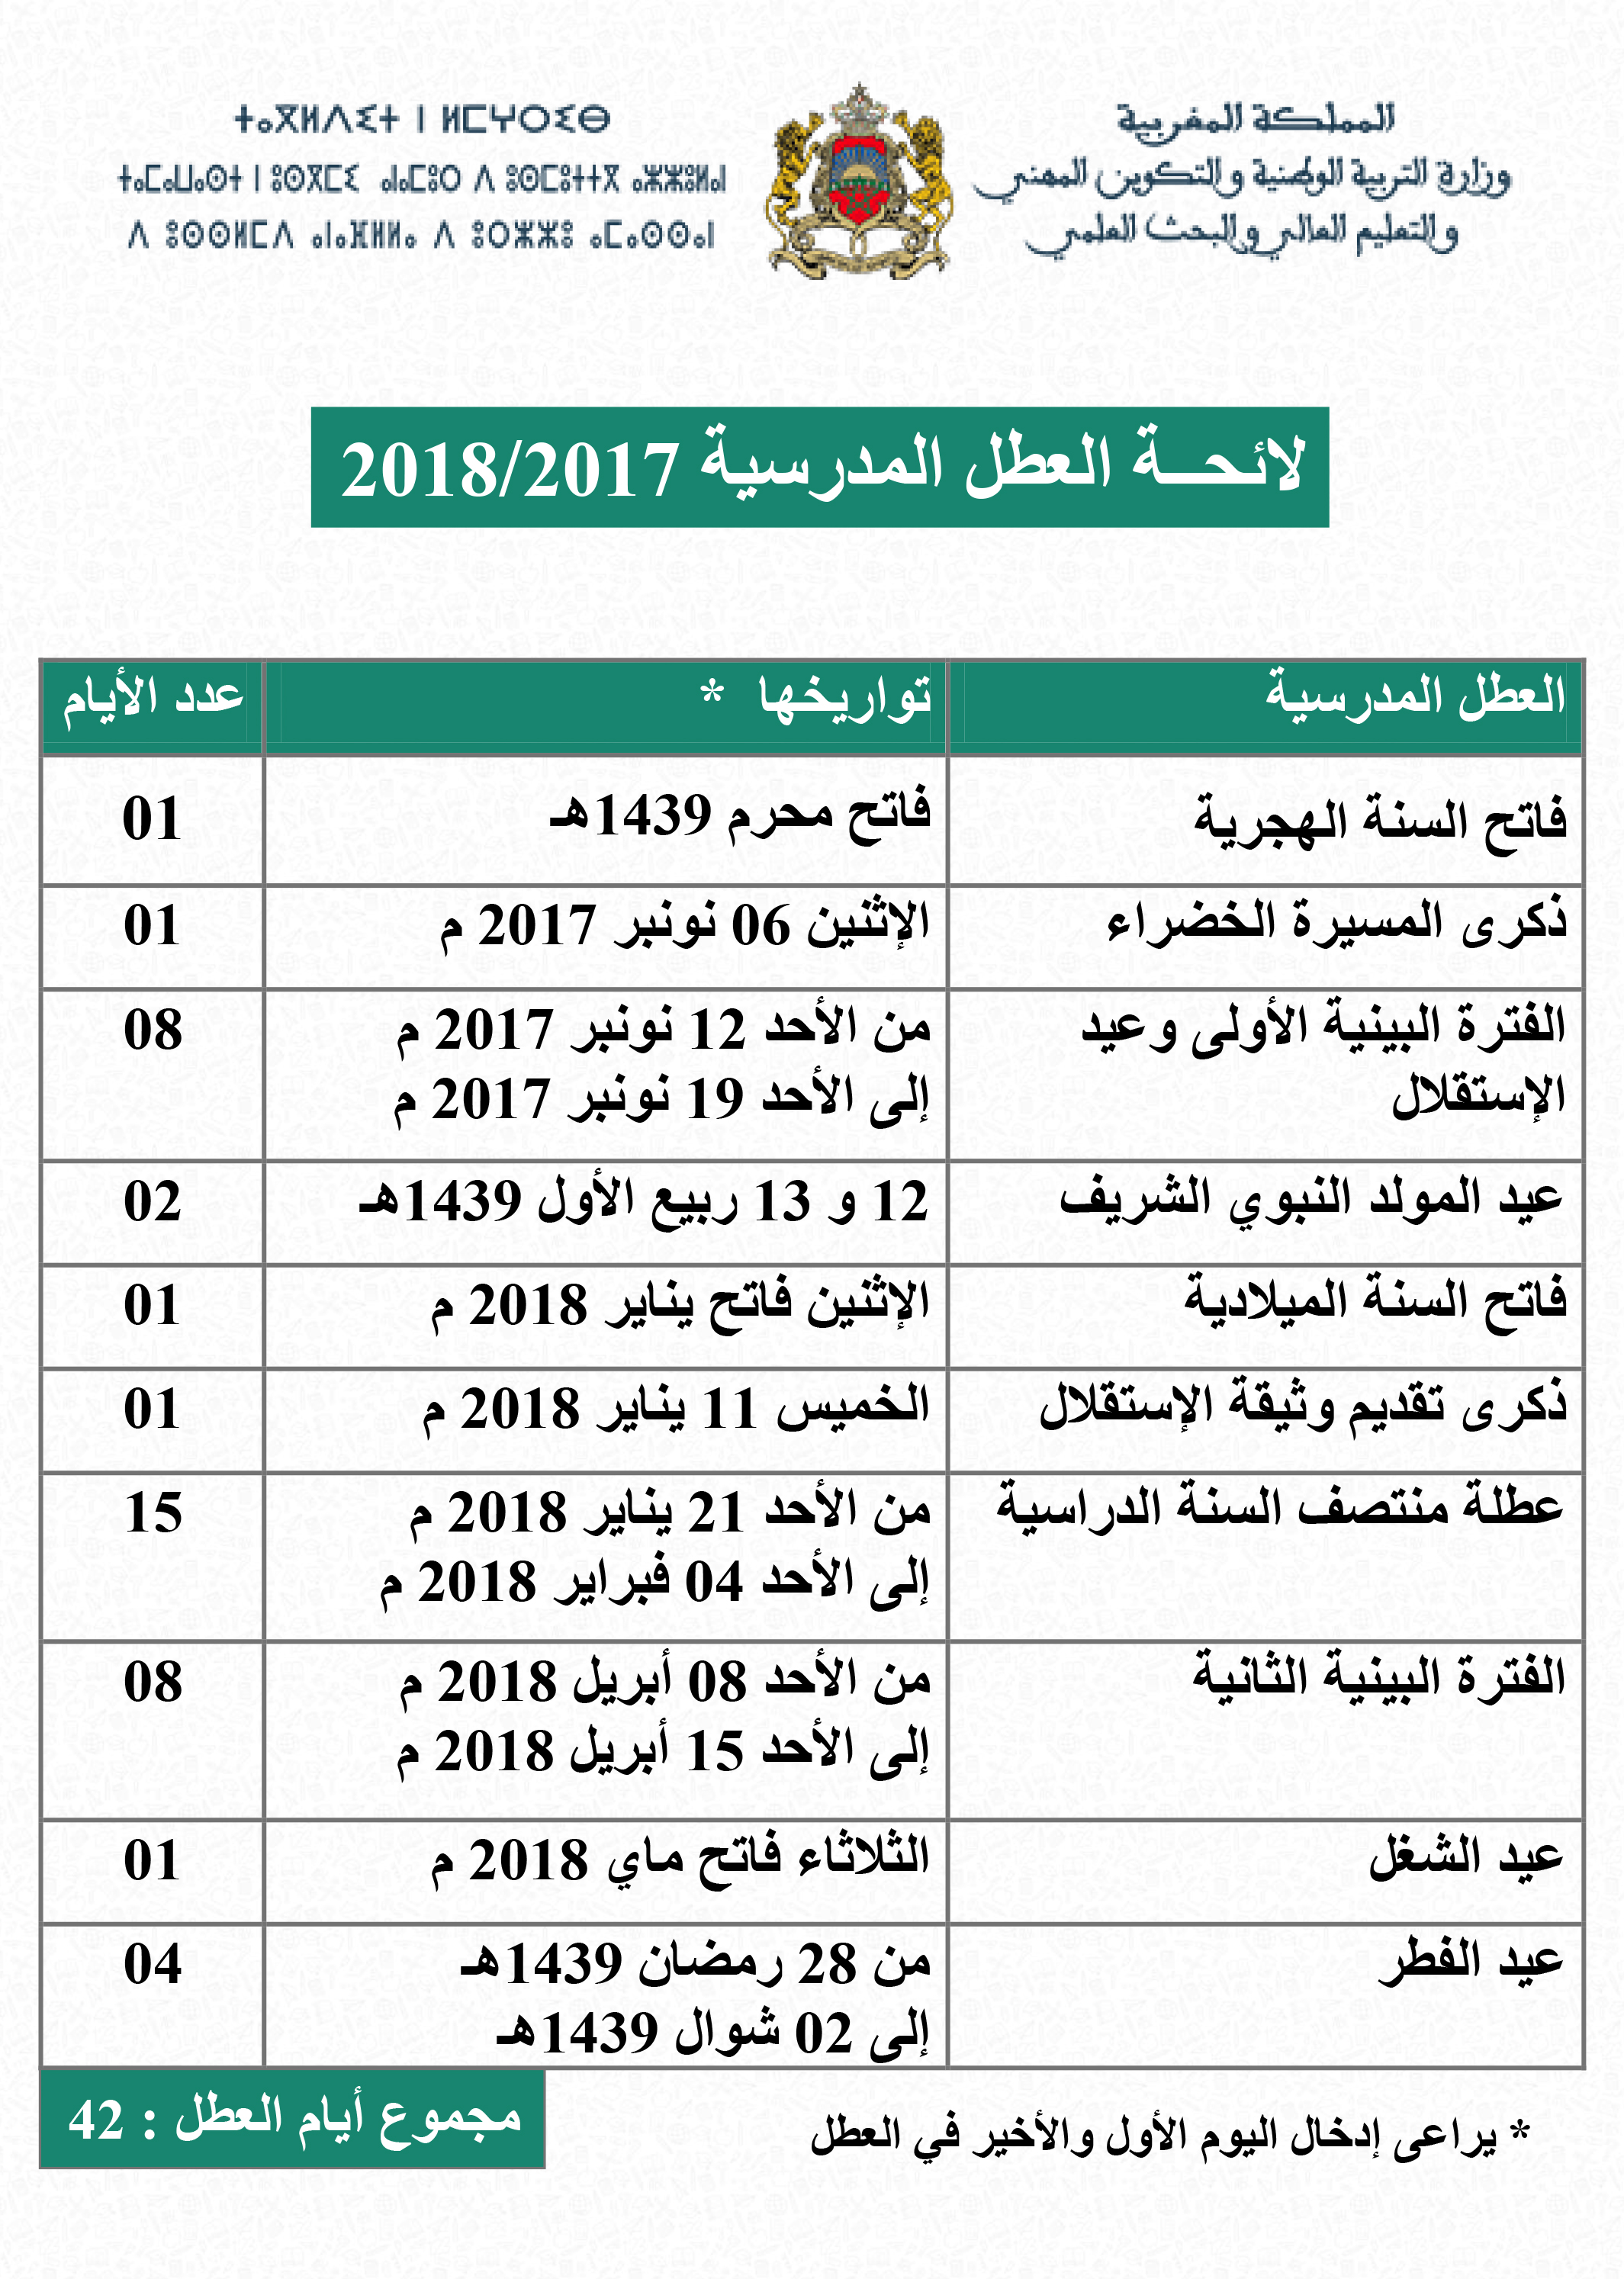 المملكة المغربية
وزارة التربية الوطنية والتكوين المهني
والتعليم العالي والبحث العلمي
ⵜⴰⴳⵍⴷⵉⵜ ⵏ ⵍⵎⵖⵔⵉⴱ
ⵜⴰⵎⴰⵡⴰⵙⵜ ⵏ ⵓⵙⴳⵎⵉ ⴰⵏⴰⵎⵓⵔ ⴷ ⵓⵙⵎⵓⵜⵜⴳ ⴰⵣⵣⵓⵍⴰⵏ
ⴷ ⵓⵙⵙⵍⵎⴷ ⴰⵏⴰⴼⵍⵍⴰ ⴷ ⵓⵔⵣⵣⵓ ⴰⵎⴰⵙⵙⴰⵏ
لائحــة العطل المدرسية 2018/2017
العطل المدرسية تواريخها * عدد الأيام
فاتح السنة الهجرية فاتح محرم 1439هـ 01
ذكرى المسيرة الخضراء الإثنين 06 نونبر 2017 م 01
الفترة البينية الأولى وعيد من الأحد 12 نونبر 2017 م 08
الإستقلال إلى الأحد 19 نونبر 2017 م
عيد المولد النبوي الشريف 12 و 13 ربيع الأول 1439هـ 02
فاتح السنة الميلادية الإثنين فاتح يناير 2018 م 01
ذكرى تقديم وثيقة الإستقلال الخميس 11 يناير 2018 م 01
عطلة منتصف السنة الدراسية من الأحد 21 يناير 2018 م 15
إلى الأحد 04 فبراير 2018 م
الفترة البينية الثانية من الأحد 08 أبريل 2018 م 08
إلى الأحد 15 أبريل 2018 م
عيد الشغل الثلاثاء فاتح ماي 2018 م 01
عيد الفطر من 28 رمضان 1439هـ 04
إلى 02 شوال 1439هـ
* يراعى إدخال اليوم الأول والأخير في العطل
مجموع أيام العطل : 42